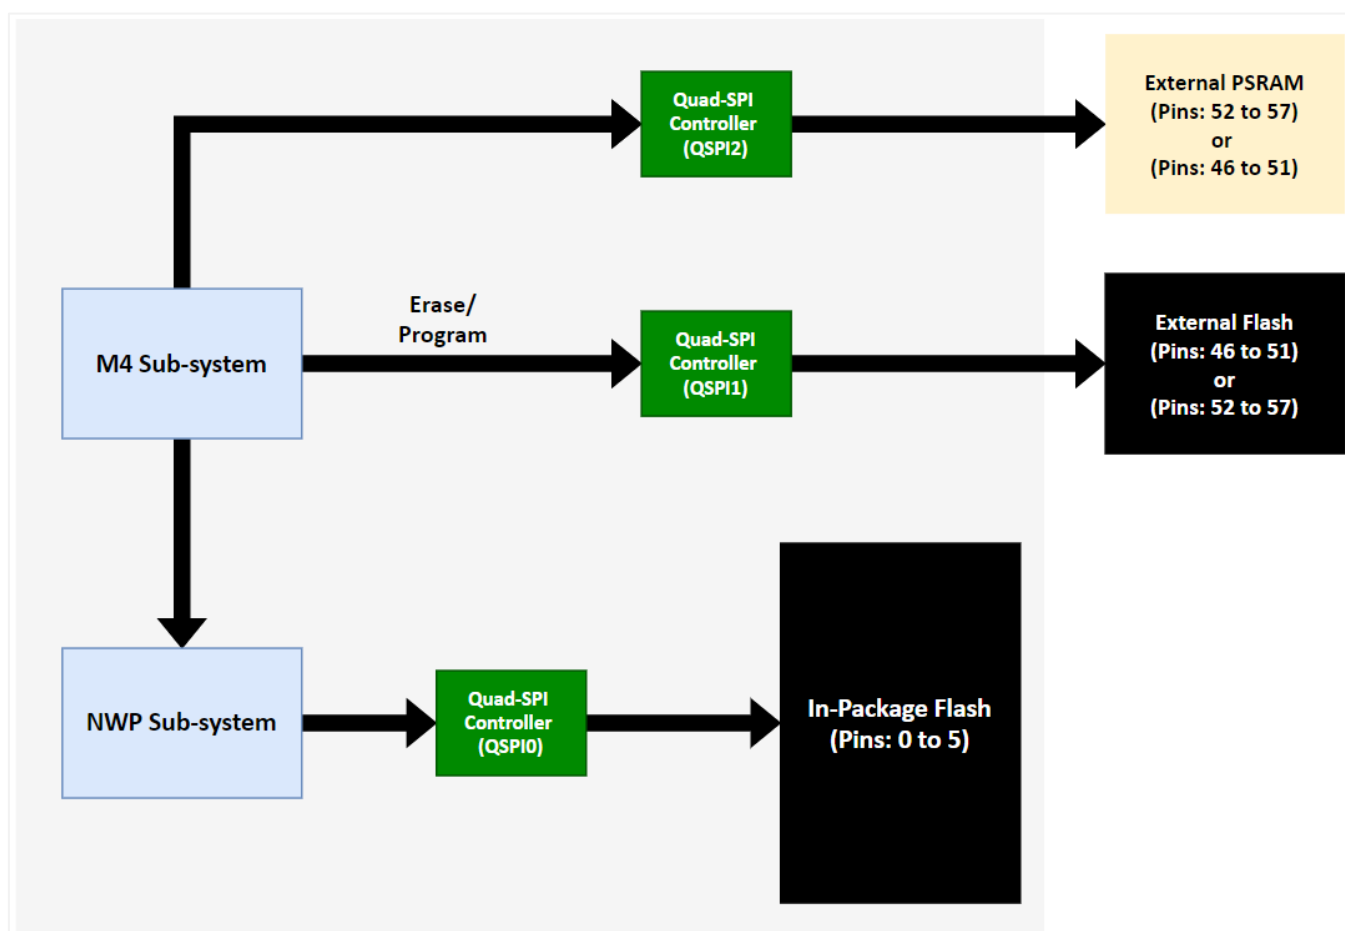 Quad-SPI
Controller
(QSPI2)
External PSRAM
(Pins: 52 to 57)
or
(Pins: 46 to 51)
M4 Sub-system
Erase/
Program
Quad-SPI
Controller
(QSPI1)
External Flash
(Pins: 46 to 51)
or
(Pins: 52 to 57)
NWP Sub-system
Quad-SPI
Controller
(QSPI0)
In-Package Flash
(Pins: 0 to 5)